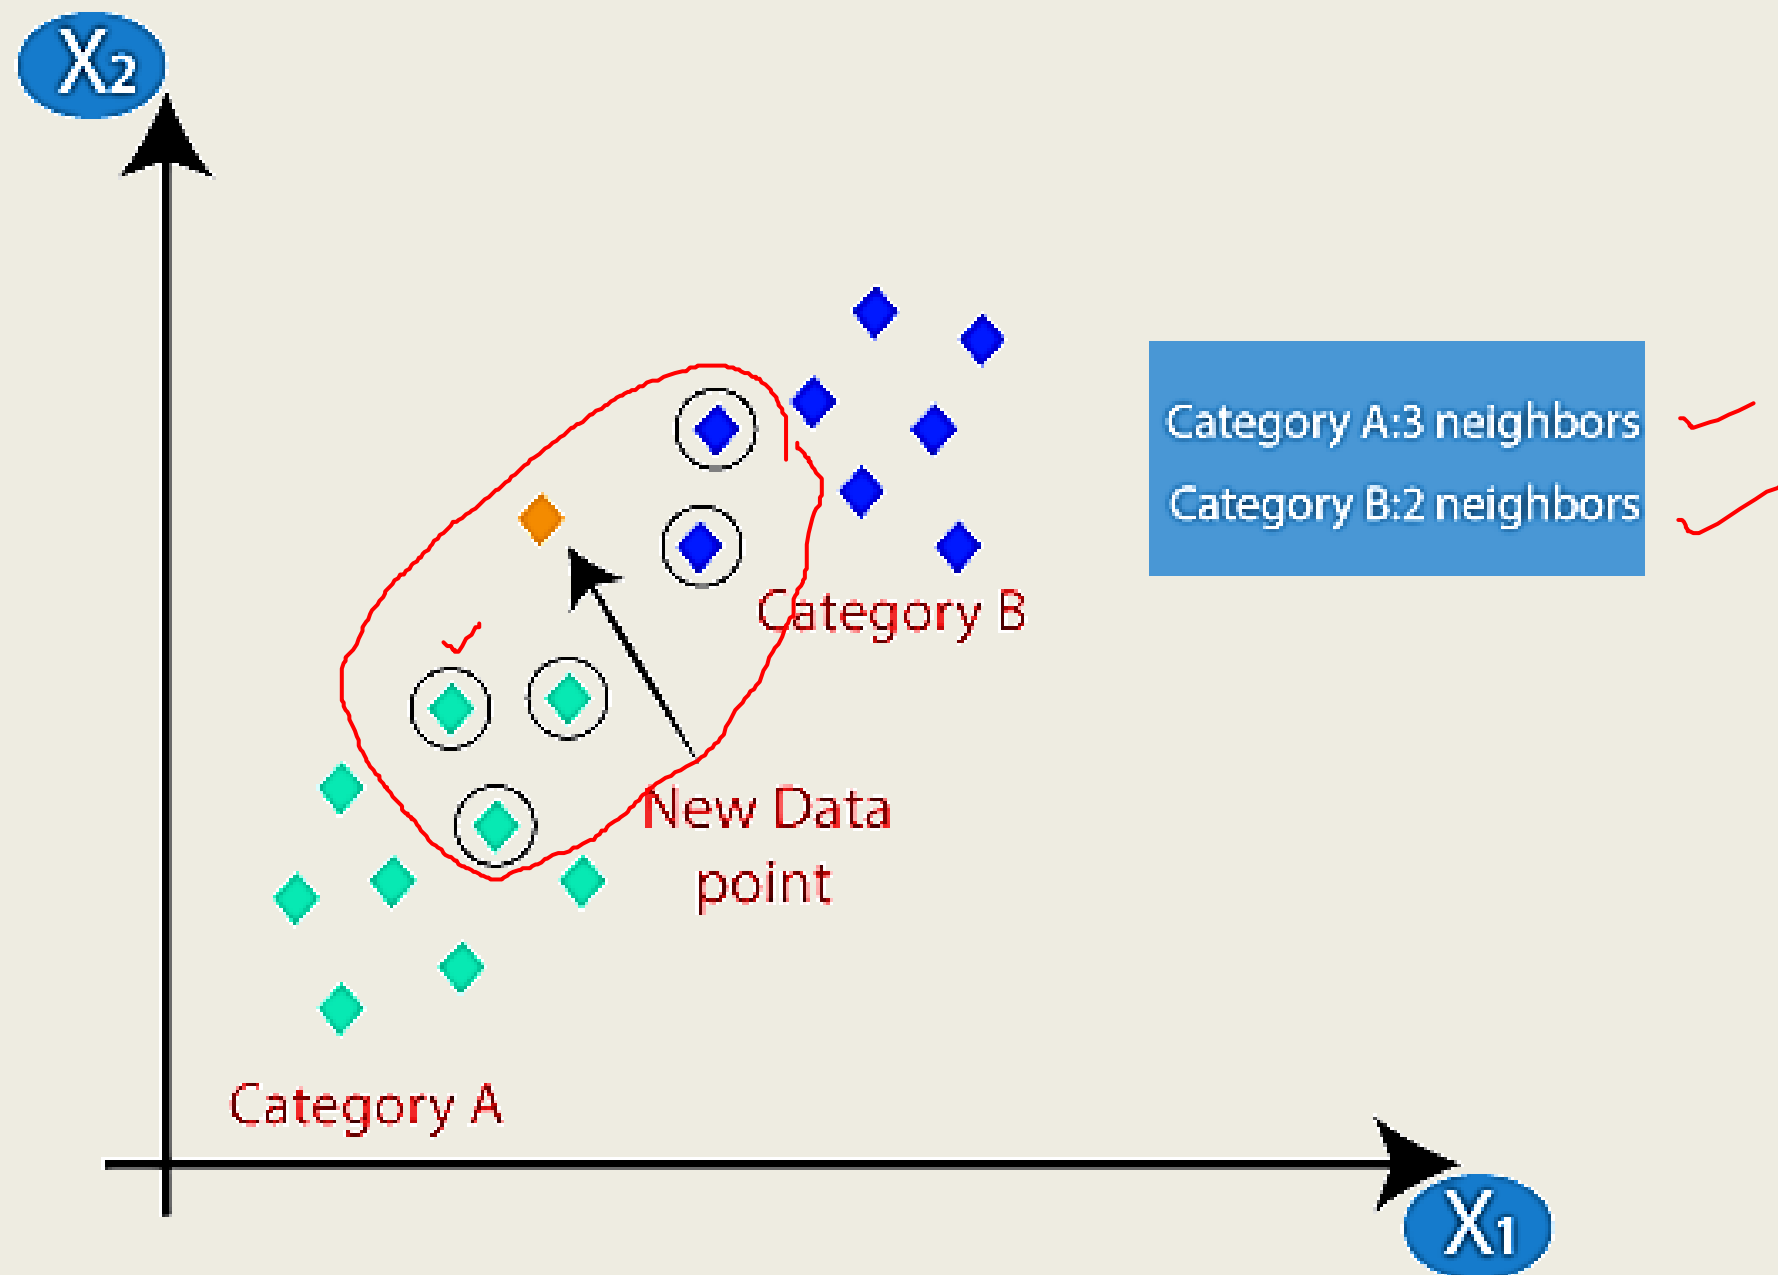 X2
Category A:3 neighbors
Category B:2 neighbors
Category B
New Data
point
Category A
X1